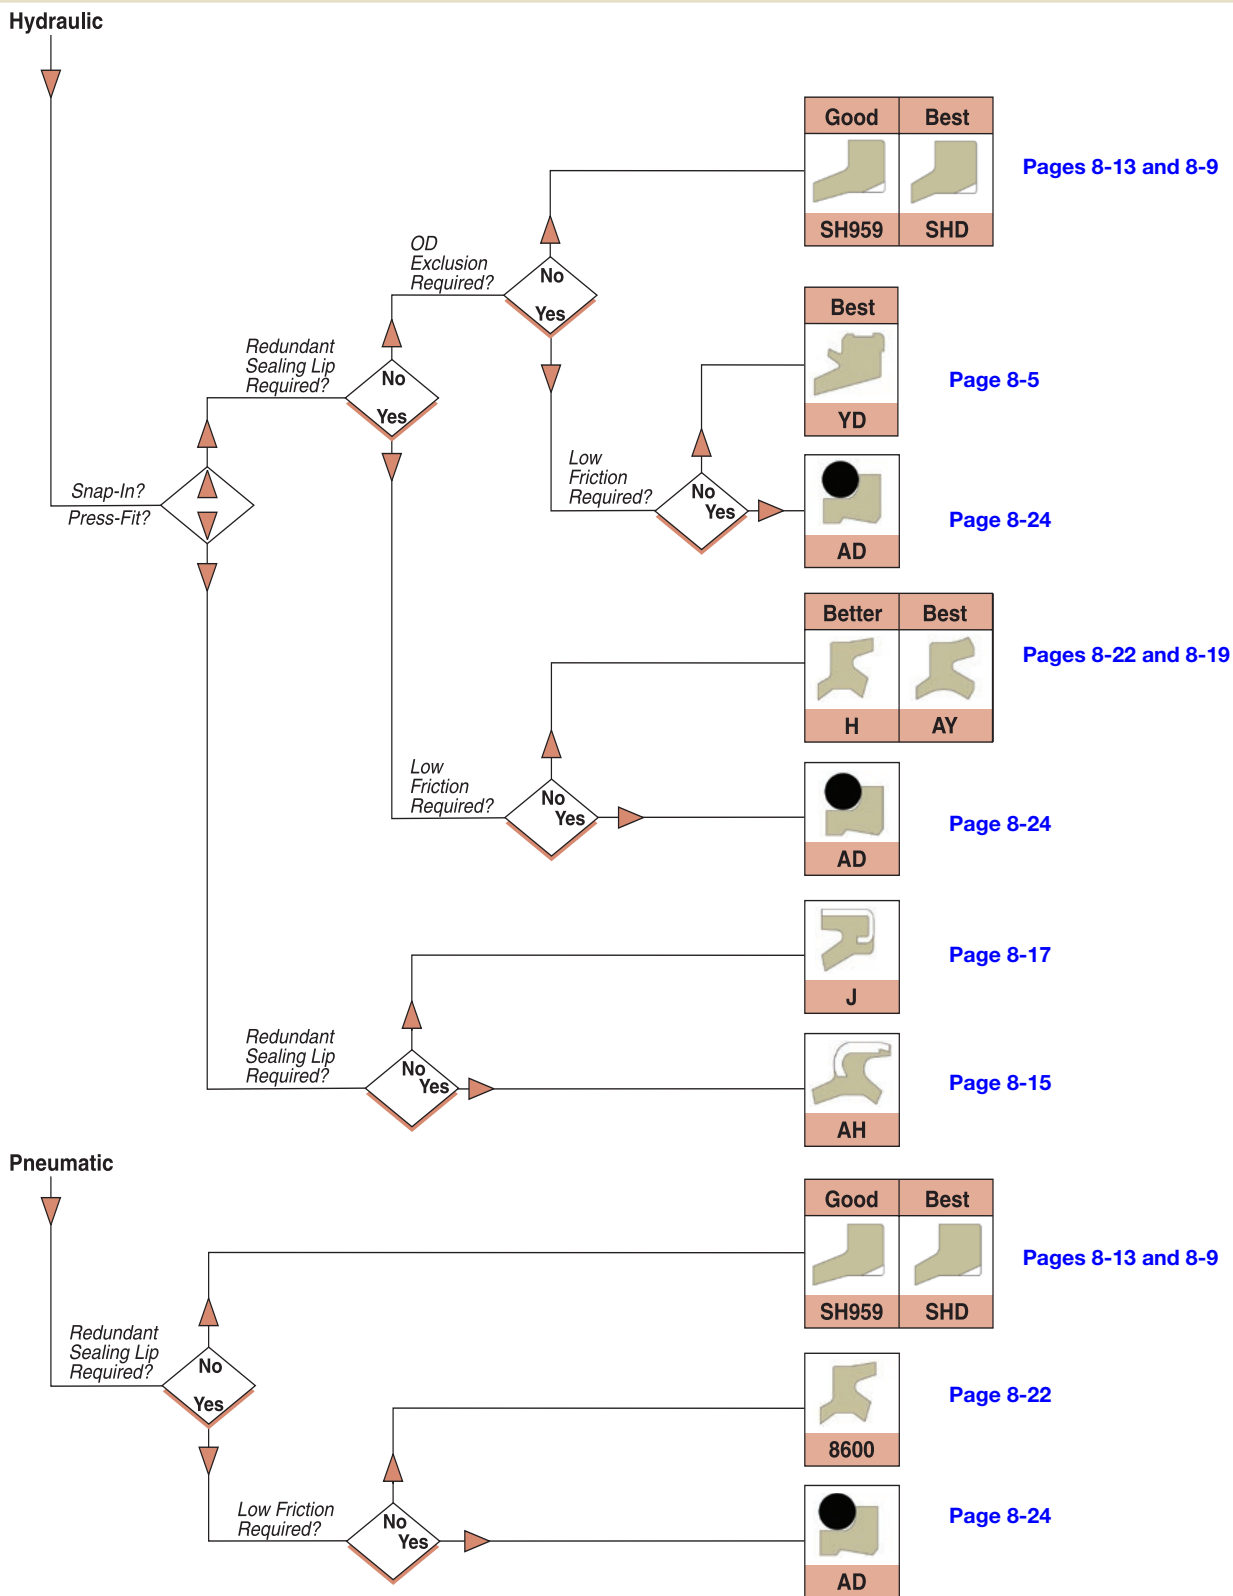 Hydraulic
Good Best
Pages 8-13 and 8-9
SH959 SHD
OD
Exclusion
Required?
No
Yes
Best
Page 8-5
YD
Redundant
Sealing Lip
Required?
No
Yes
Low
Friction
Required?
No
Yes
Page 8-24
AD
Snap-In?
Press-Fit?
Better Best
Pages 8-22 and 8-19
H AY
Low
Friction
Required?
No
Yes
Page 8-24
AD
Page 8-17
J
Redundant
Sealing Lip
Required?
No
Yes
Page 8-15
AH
Pneumatic
Good Best
Pages 8-13 and 8-9
SH959 SHD
Redundant
Sealing Lip
Required?
No
Yes
Page 8-22
8600
Low Friction
Required?
No
Yes
Page 8-24
AD